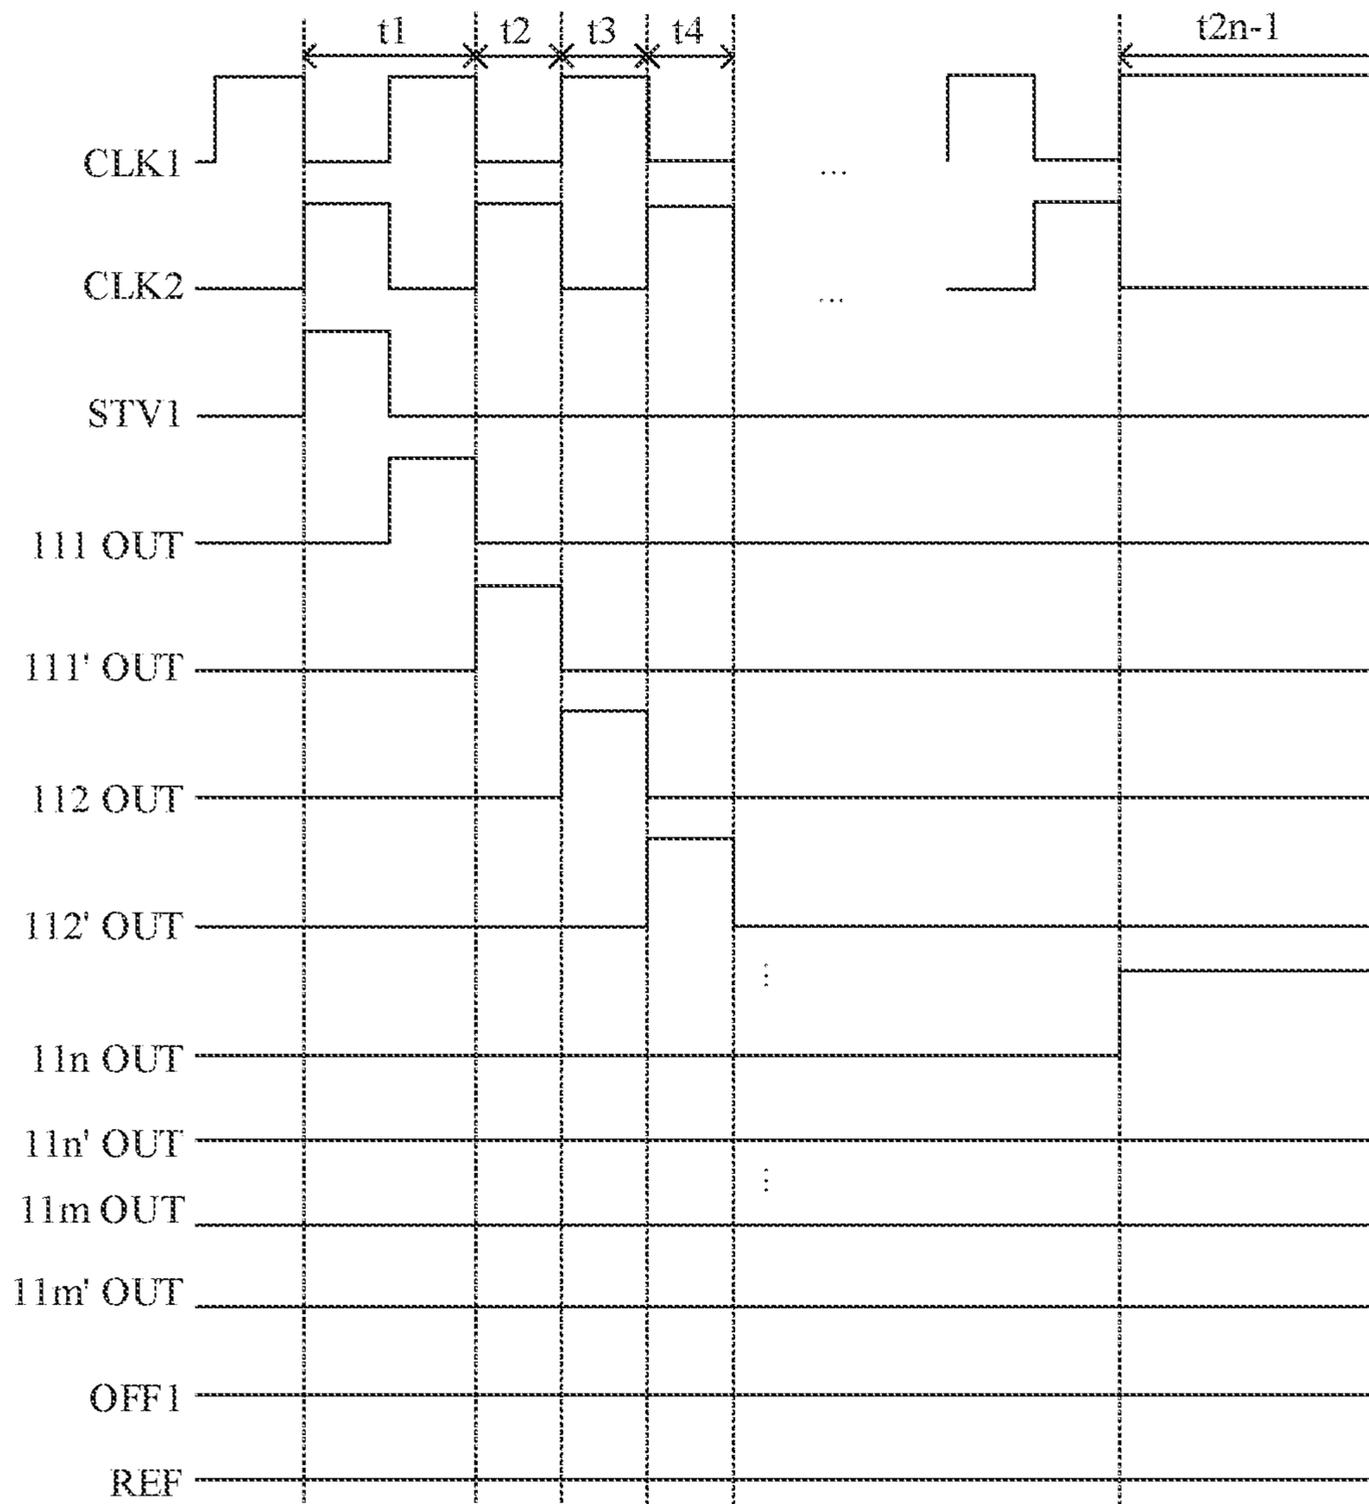 t1 t2 t3 t4 t2n-1
CLK1
...
CLK2
...
STV1
111 OUT
111' OUT
112 OUT
112' OUT
11n OUT
11n' OUT
11m OUT
11m' OUT
OFF1
REF